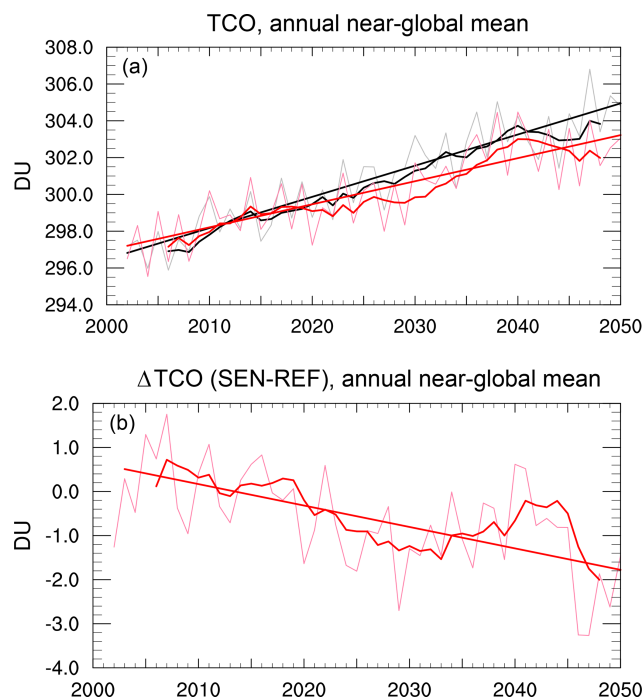 TCO, annual near-global mean
308.0
(a)
306.0
304.0
302.0
300.0
298.0
296.0
294.0
DU
2000 2010 2020 2030 2040 2050
ΔTCO (SEN-REF), annual near-global mean
2.0
(b)
1.0
0.0
-1.0
-2.0
-3.0
-4.0
DU
2000 2010 2020 2030 2040 2050